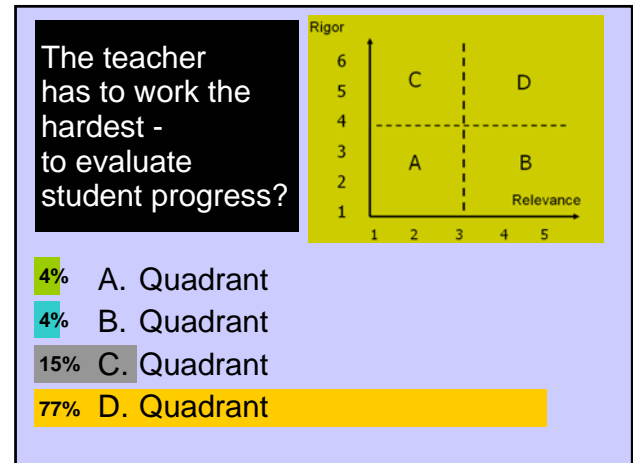 The teacher
has to work the
hardest -
to evaluate
student progress?
Rigor
6
5
4
3
2
1
C
D
A
B
Relevance
1 2 3 4 5
4% A. Quadrant
4% B. Quadrant
15% C. Quadrant
77% D. Quadrant